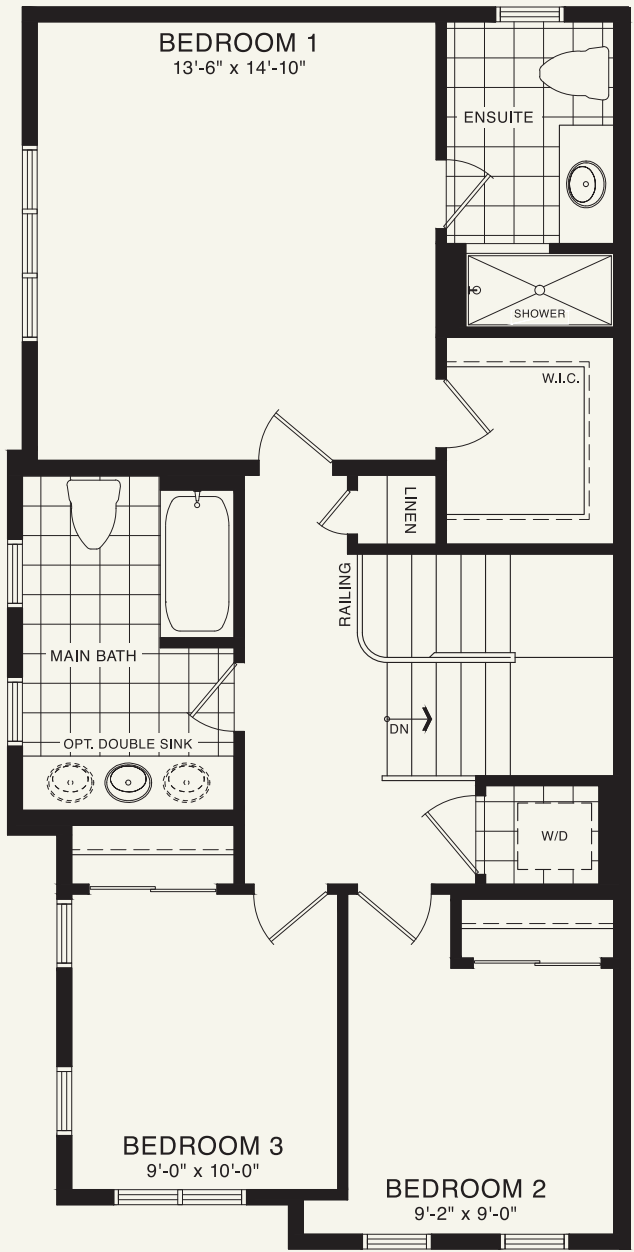 BEDROOM 1
13'-6" x 14'-10"
ENSUITE
SHOWER
W.I.C.
LINEN
RAILING
MAIN BATH
DN
OPT. DOUBLE SINK
W/D
BEDROOM 3
9'-0" x 10'-0"
BEDROOM 2
9'-2" x 9'-0"